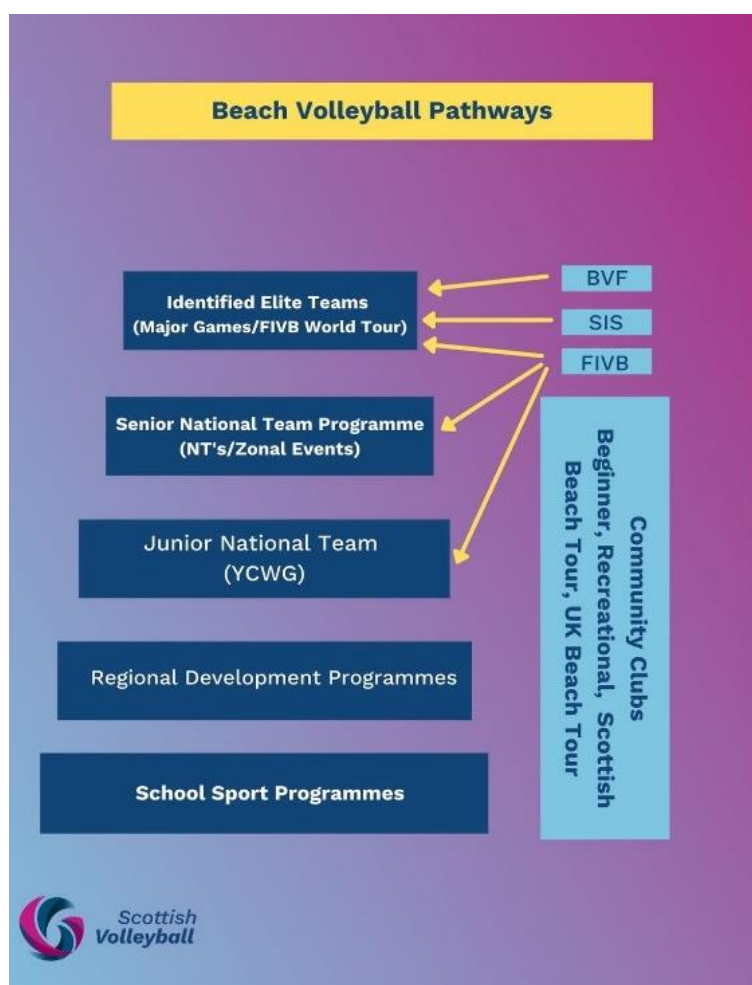 Beach Volleyball Pathways
Identified Elite Teams
(Major Games/FIVB World Tour)
BVF
SIS
FIVB
Senior National Team Programme
(NT's/Zonal Events)
Junior National Team
(YCWG)
Regional Development Programmes
School Sport Programmes
Community Clubs
Beginner, Recreational, Scottish
Beach Tour, UK Beach Tour
Scottish
Volleyball